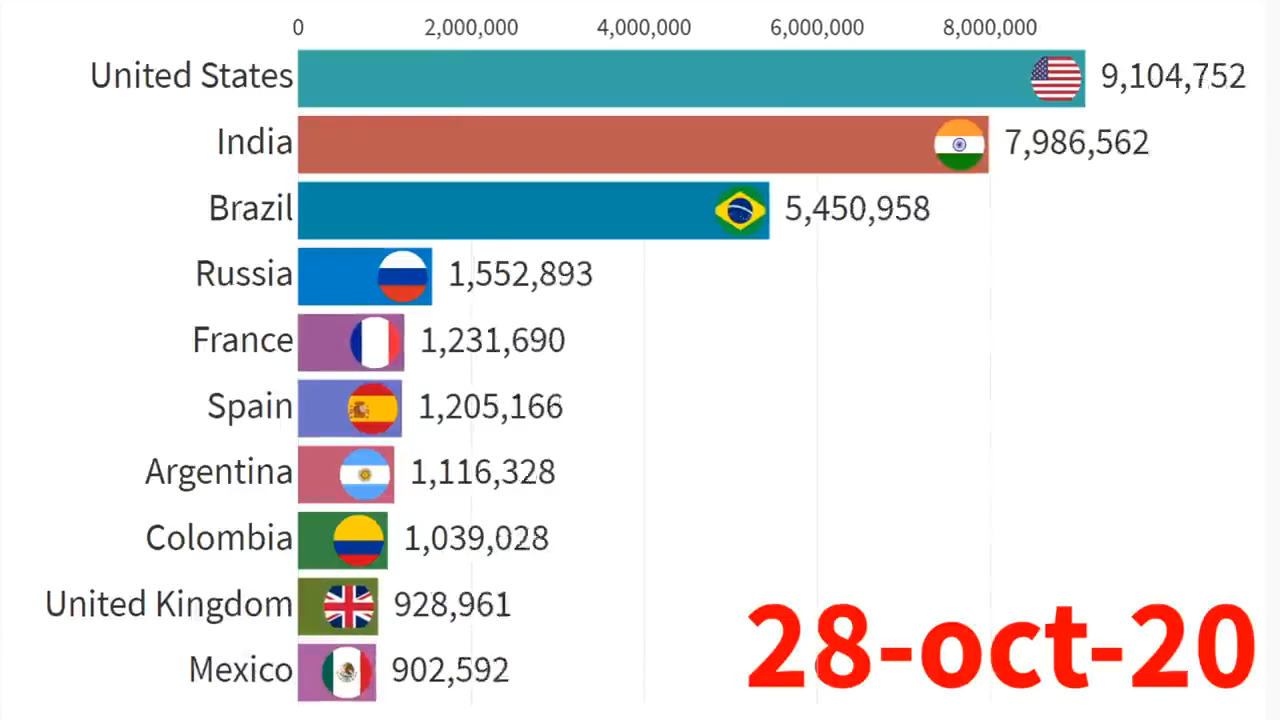 0 2,000,000 4,000,000 6,000,000 8,000,000
United States 9,104,752
India 7,986,562
Brazil 5,450,958
Russia 1,552,893
France 1,231,690
Spain 1,205,166
Argentina 1,116,328
Colombia 1,039,028
United Kingdom 928,961
Mexico 902,592
28-oct-20